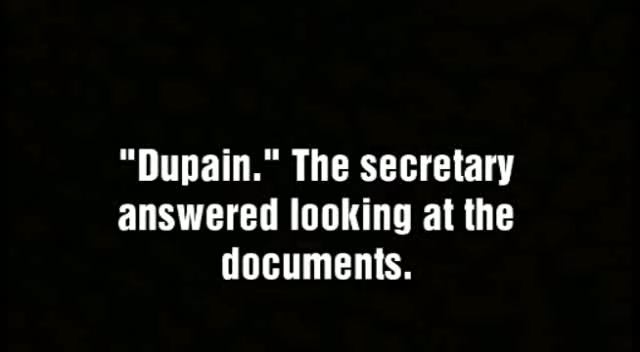 "Dupain." The secretary
answered looking at the
documents.